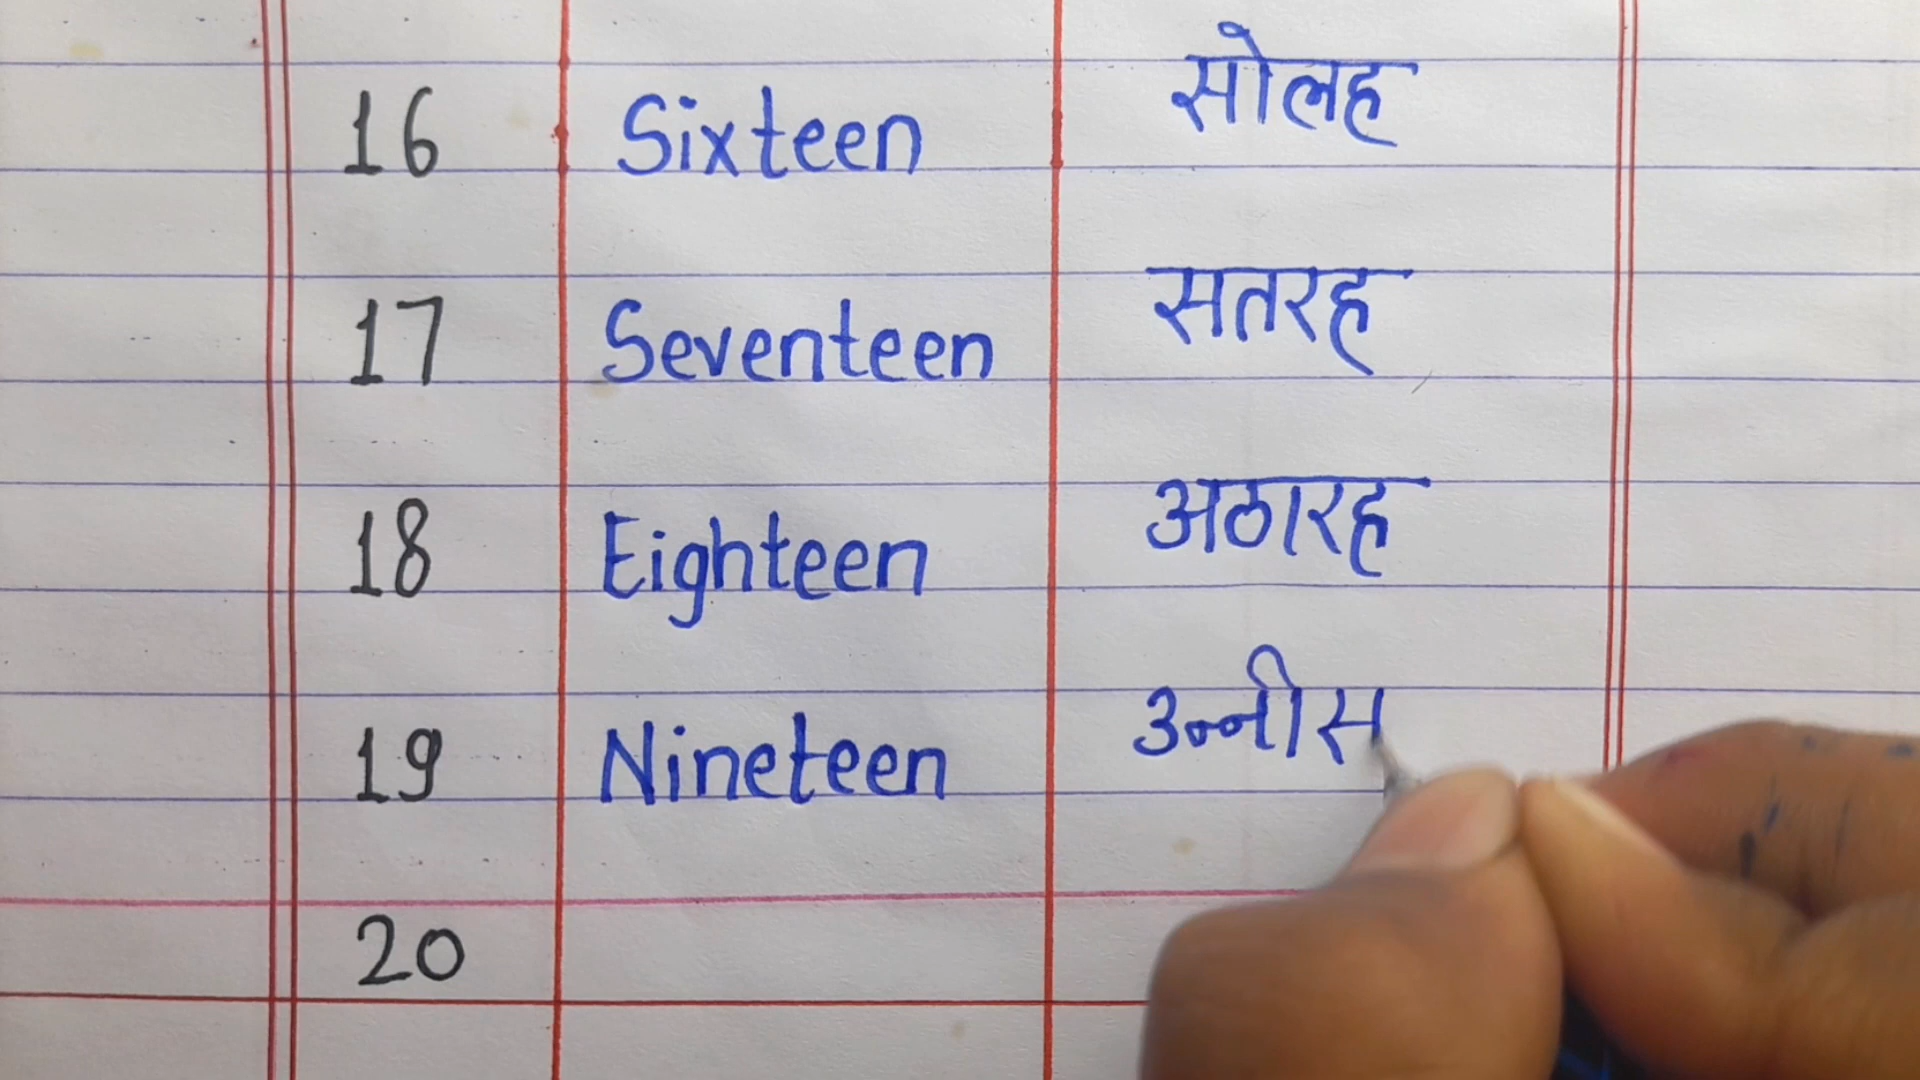 16 Sixteen सोलह
17 Seventeen सतरह
18 Eighteen अठारह
19 Nineteen उन्नीस
20